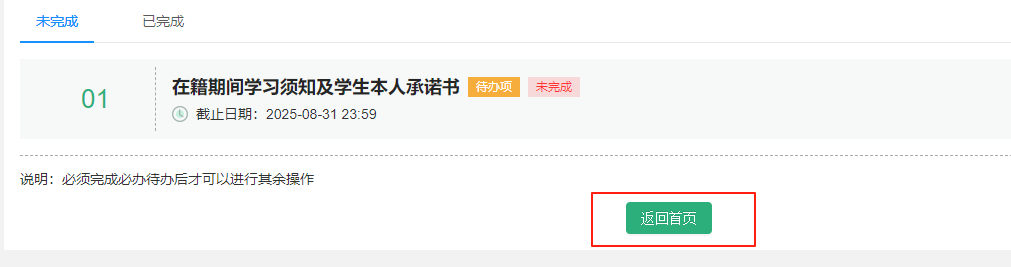 未完成 已完成
01
在籍期间学习须知及学生本人承诺书 待办项 未完成
截止日期：2025-08-31 23:59
说明：必须完成必办待办后才可以进行其余操作
返回首页